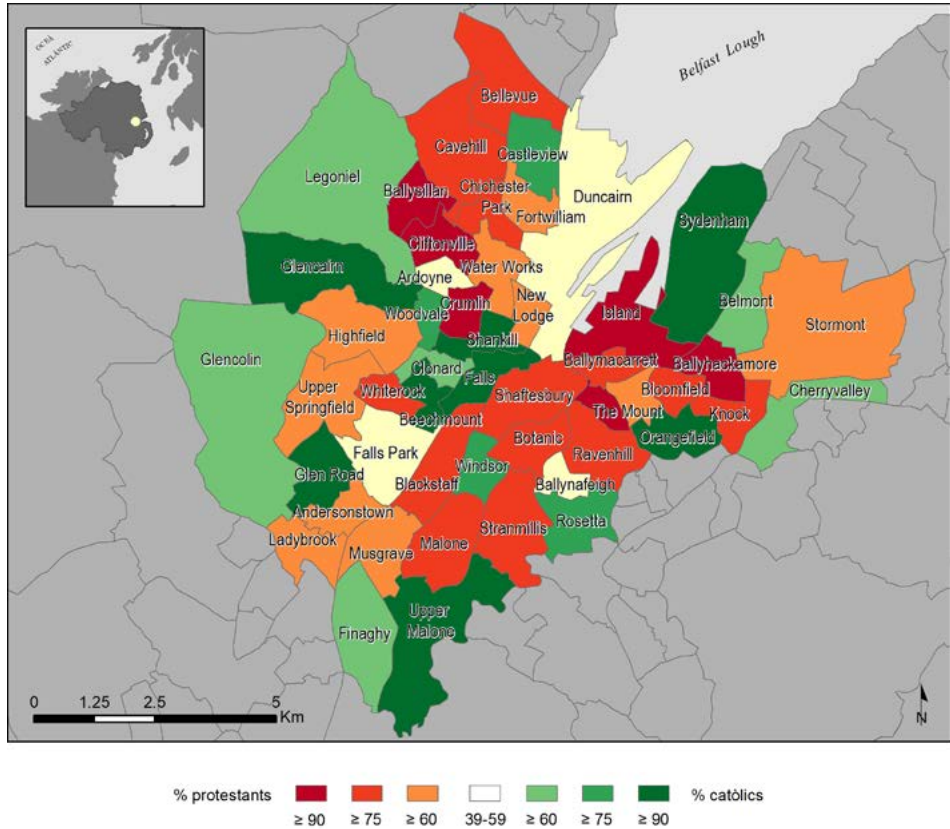 OCEÀ
ATLÀNTIC
Belfast Lough
Bellevue
Cavehill
Castleview
Legoniel
Ballysillan
Chichester
Park
Fortwilliam
Duncairn
Sydenham
Cliftonville
Glencairn
Ardoyne
Water Works
Woodvale
Crumlin
New
Lodge
Island
Belmont
Stormont
Highfield
Shankill
Glencolin
Clonard
Falls
Ballymacarrett
Ballyhackamore
Upper
Springfield
Whiterock
Shaftesbury
Bloomfield
Cherryvalley
Beechmount
The Mount
Knock
Botanic
Orangefield
Falls Park
Windsor
Ravenhill
Glen Road
Blackstaff
Ballynafeigh
Andersonstown
Rosetta
Ladybrook
Musgrave
Malone
Stranmillis
Upper
Malone
Finaghy
0 1.25 2.5 5
Km
N
% protestants % catòlics
≥ 90 ≥ 75 ≥ 60 39-59 ≥ 60 ≥ 75 ≥ 90